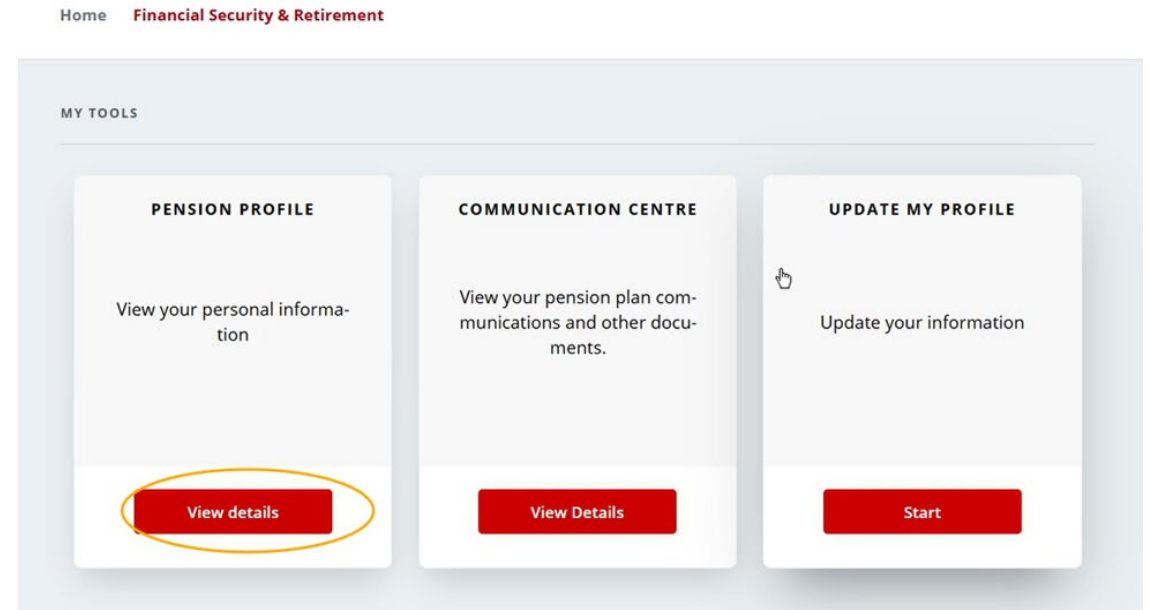 Home Financial Security & Retirement
MY TOOLS
PENSION PROFILE
View your personal informa-
tion
View details
COMMUNICATION CENTRE
View your pension plan com-
munications and other docu-
ments.
View Details
UPDATE MY PROFILE
Update your information
Start